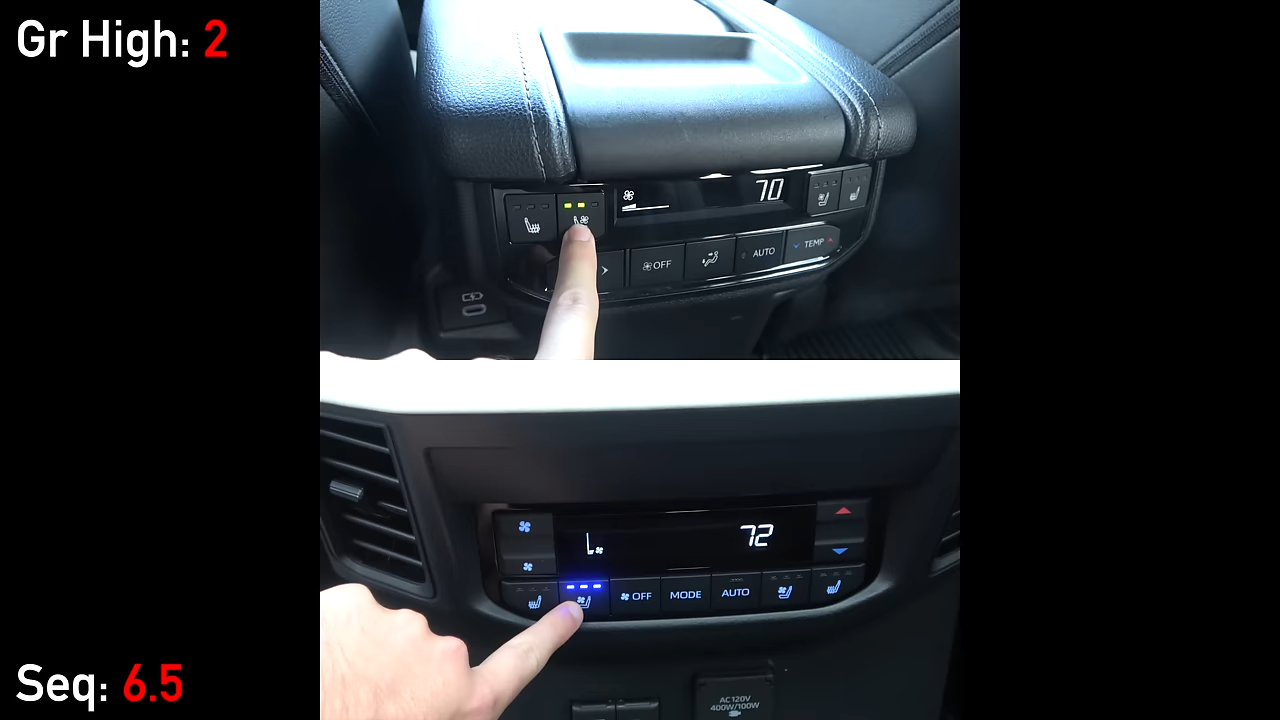 Gr High: 2
70
OFF
AUTO
TEMP
72
OFF
MODE
AUTO
AC120V
400W/100W
Seq: 6.5